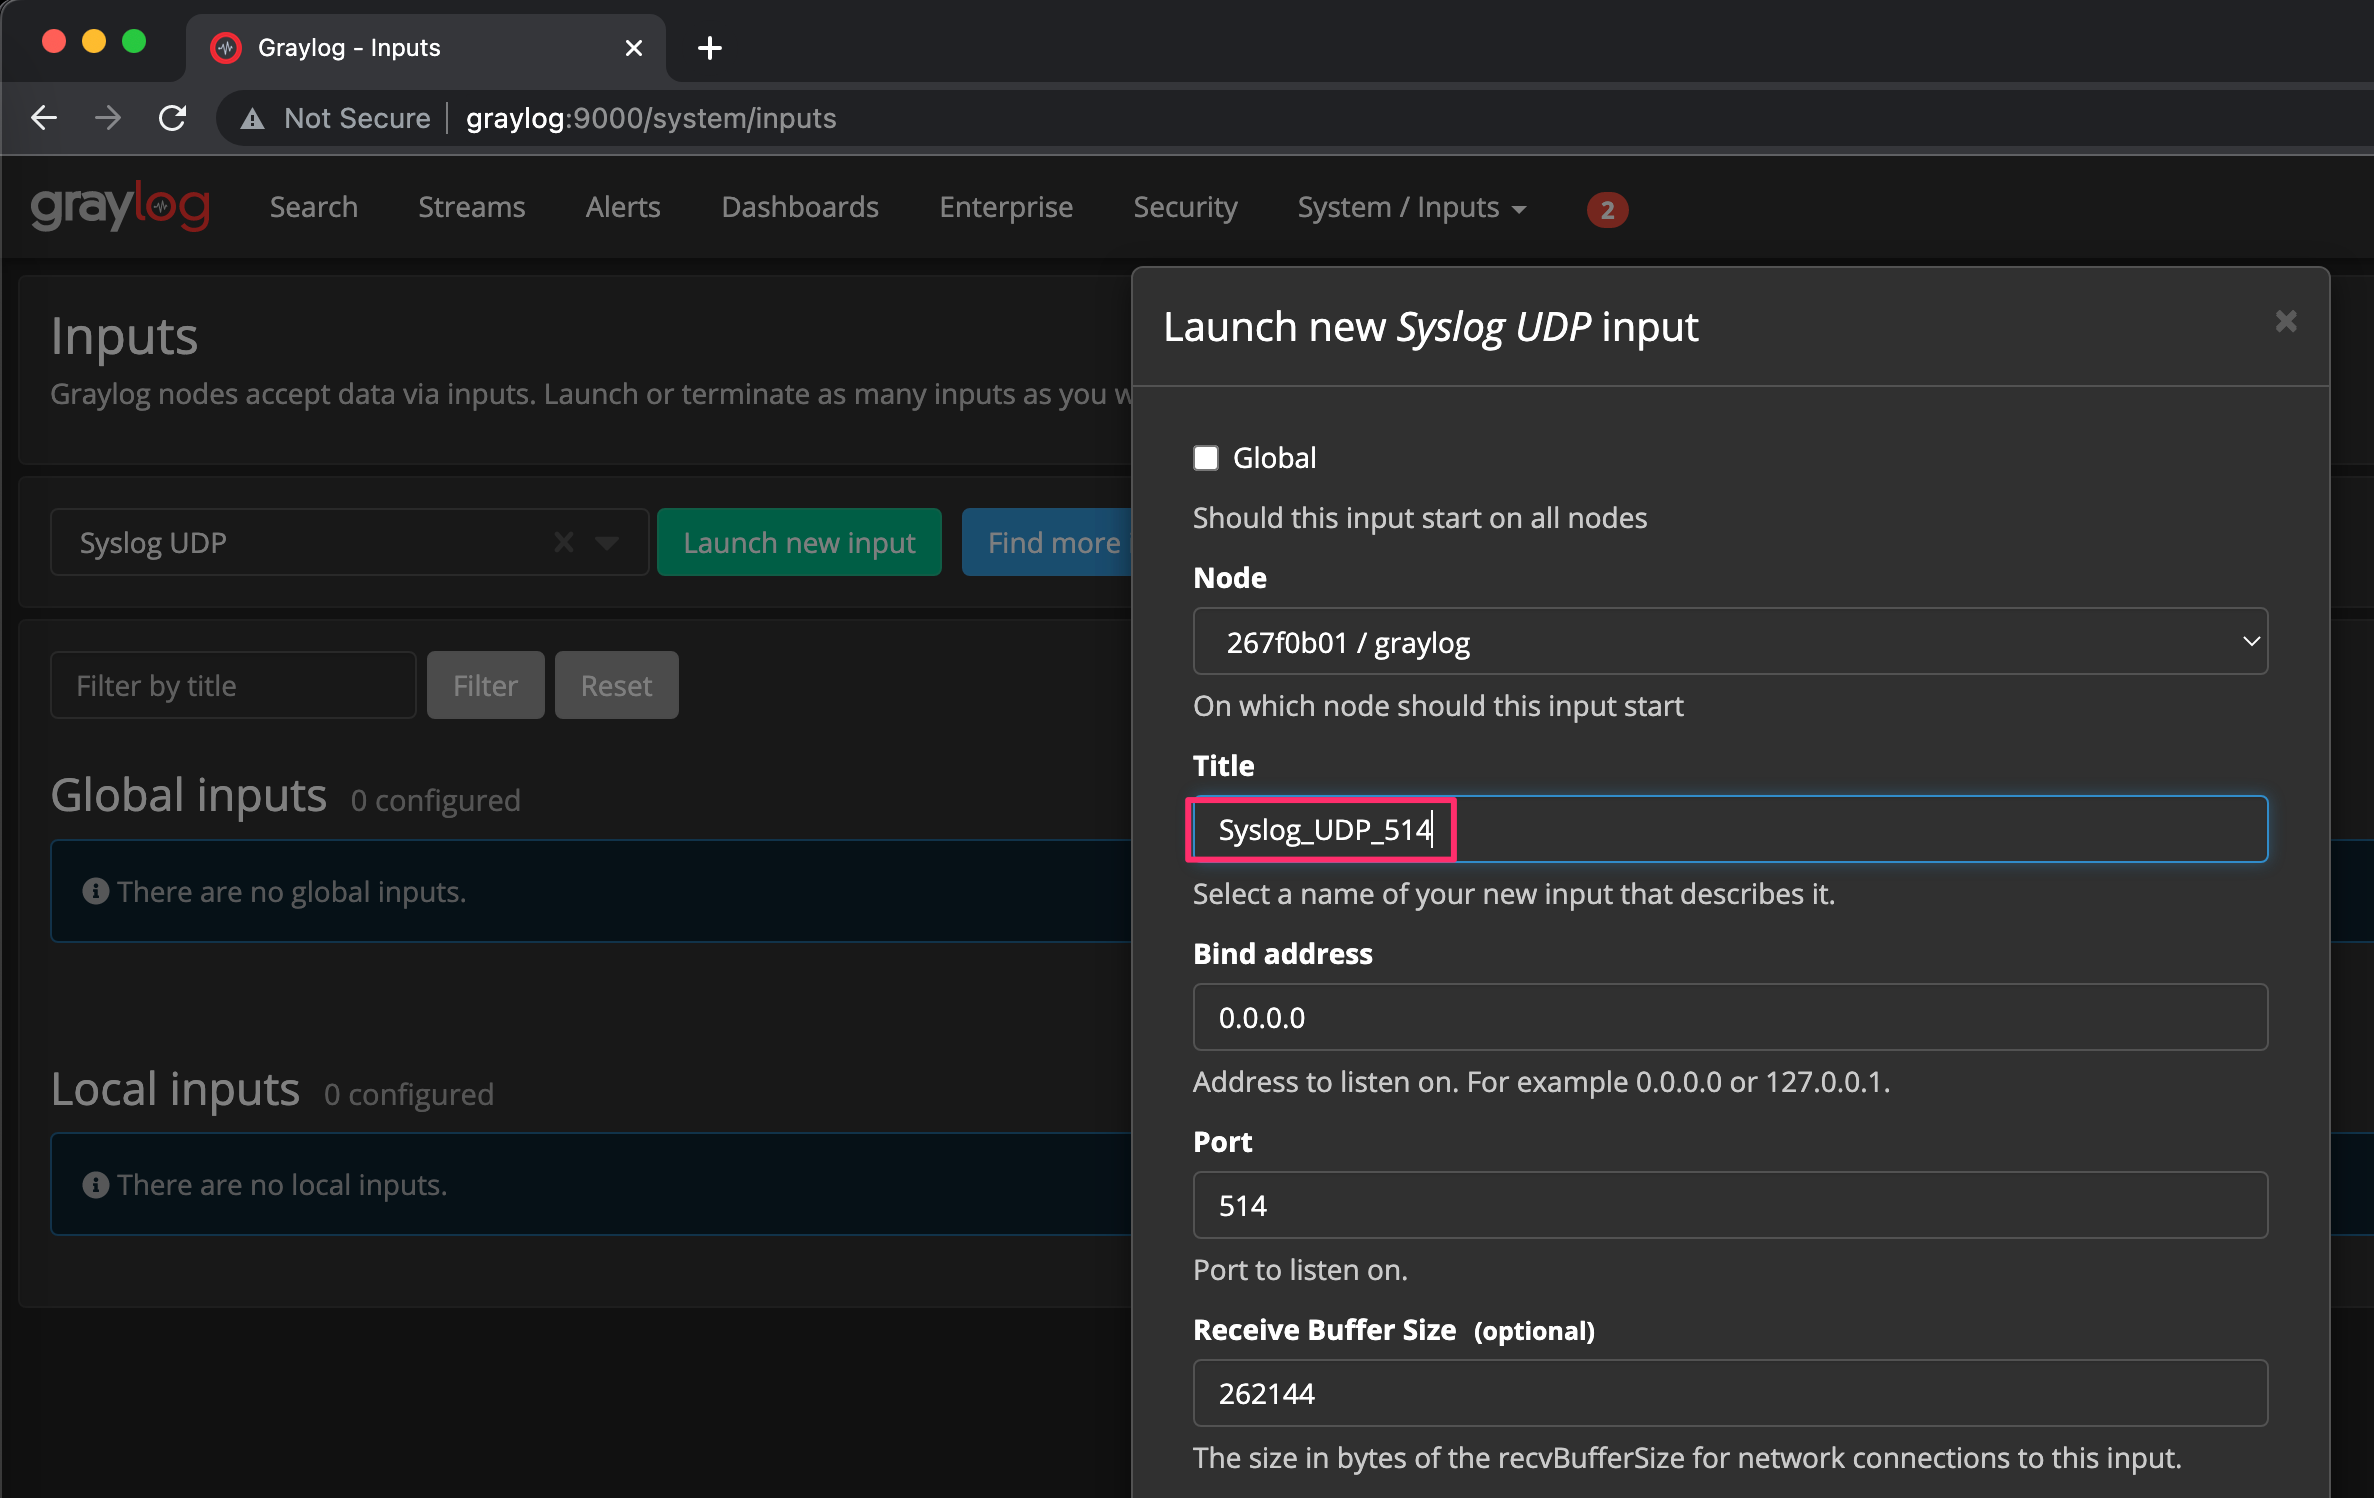 Graylog - Inputs
Not Secure | graylog:9000/system/inputs
graylog Search Streams Alerts Dashboards Enterprise Security System / Inputs 2
Inputs
Graylog nodes accept data via inputs. Launch or terminate as many inputs as you w
Syslog UDP Launch new input Find more
Filter by title Filter Reset
Global inputs 0 configured
There are no global inputs.
Local inputs 0 configured
There are no local inputs.
Launch new Syslog UDP input
Global
Should this input start on all nodes
Node
267f0b01 / graylog
On which node should this input start
Title
Syslog_UDP_514
Select a name of your new input that describes it.
Bind address
0.0.0.0
Address to listen on. For example 0.0.0.0 or 127.0.0.1.
Port
514
Port to listen on.
Receive Buffer Size (optional)
262144
The size in bytes of the recvBufferSize for network connections to this input.